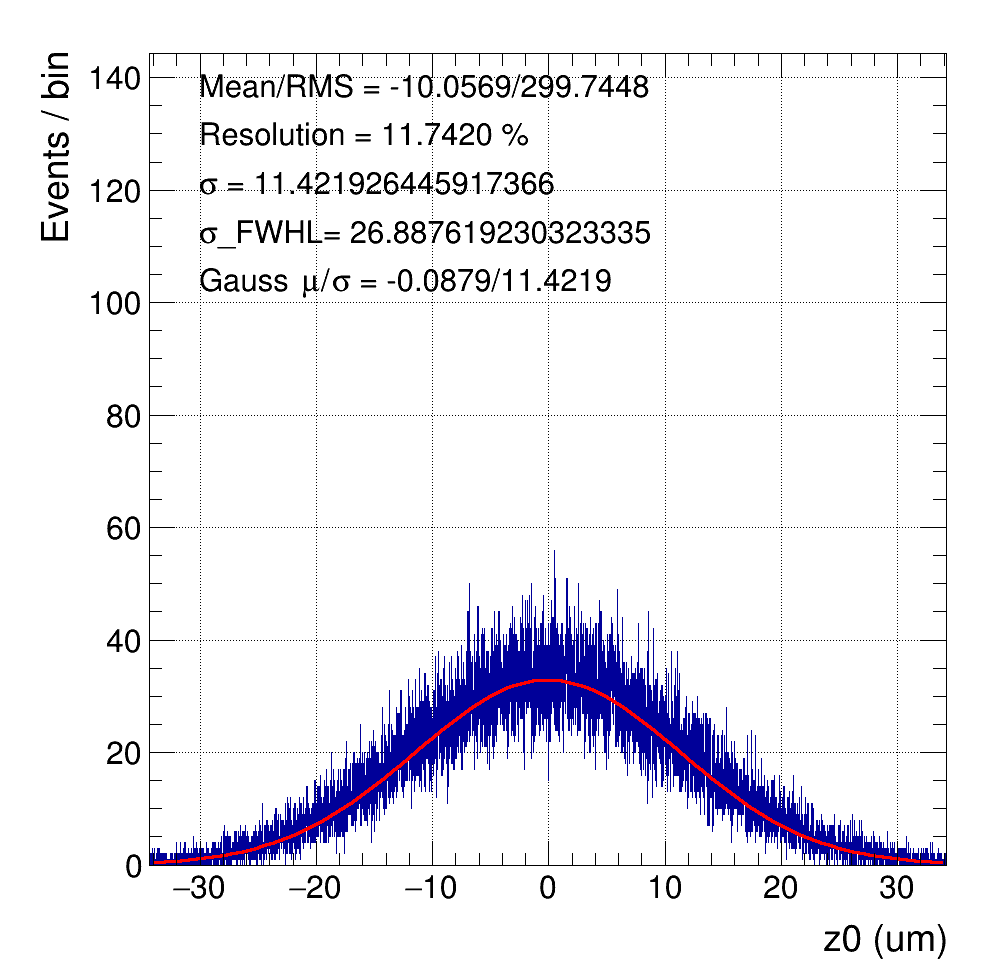 Events / bin
140
120
100
80
60
40
20
0
Mean/RMS = -10.0569/299.7448
Resolution = 11.7420 %
σ = 11.421926445917366
σ_FWHL= 26.887619230323335
Gauss μ/σ = -0.0879/11.4219
−30 −20 −10 0 10 20 30
z0 (um)